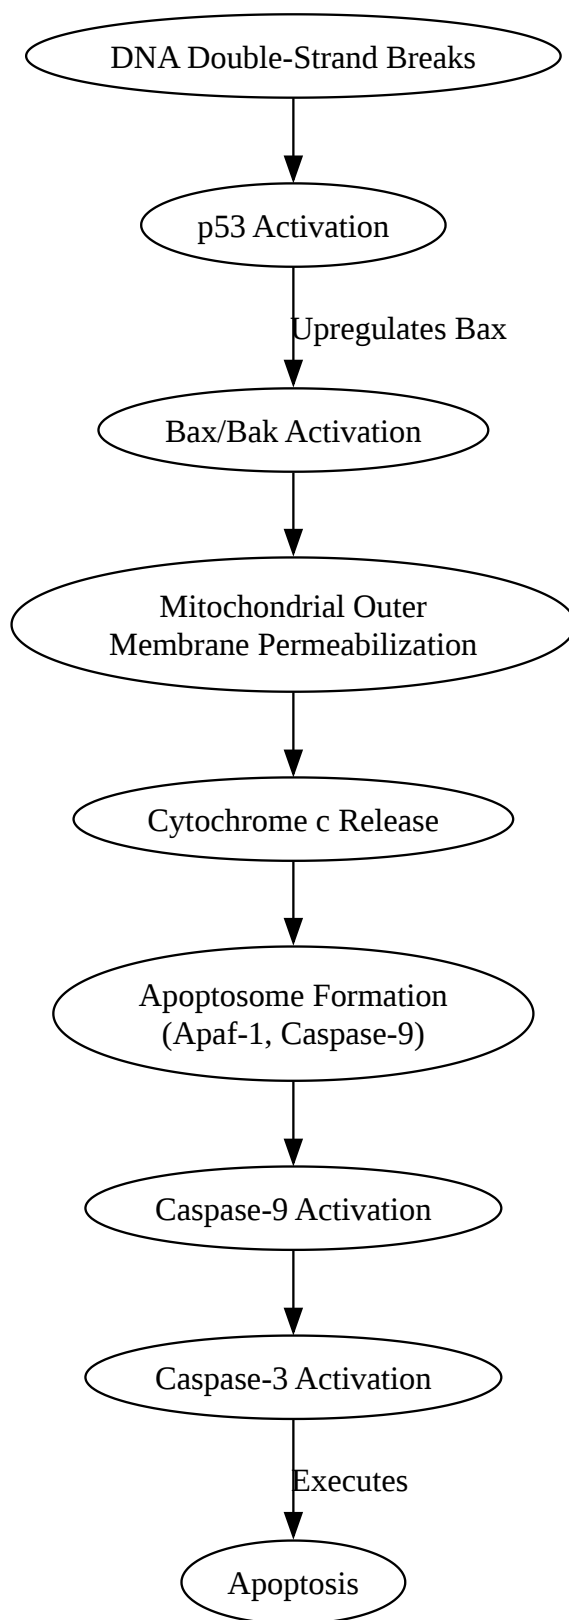 DNA Double-Strand Breaks
p53 Activation
Upregulates Bax
Bax/Bak Activation
Mitochondrial Outer
Membrane Permeabilization
Cytochrome c Release
Apoptosome Formation
(Apaf-1, Caspase-9)
Caspase-9 Activation
Caspase-3 Activation
Executes
Apoptosis